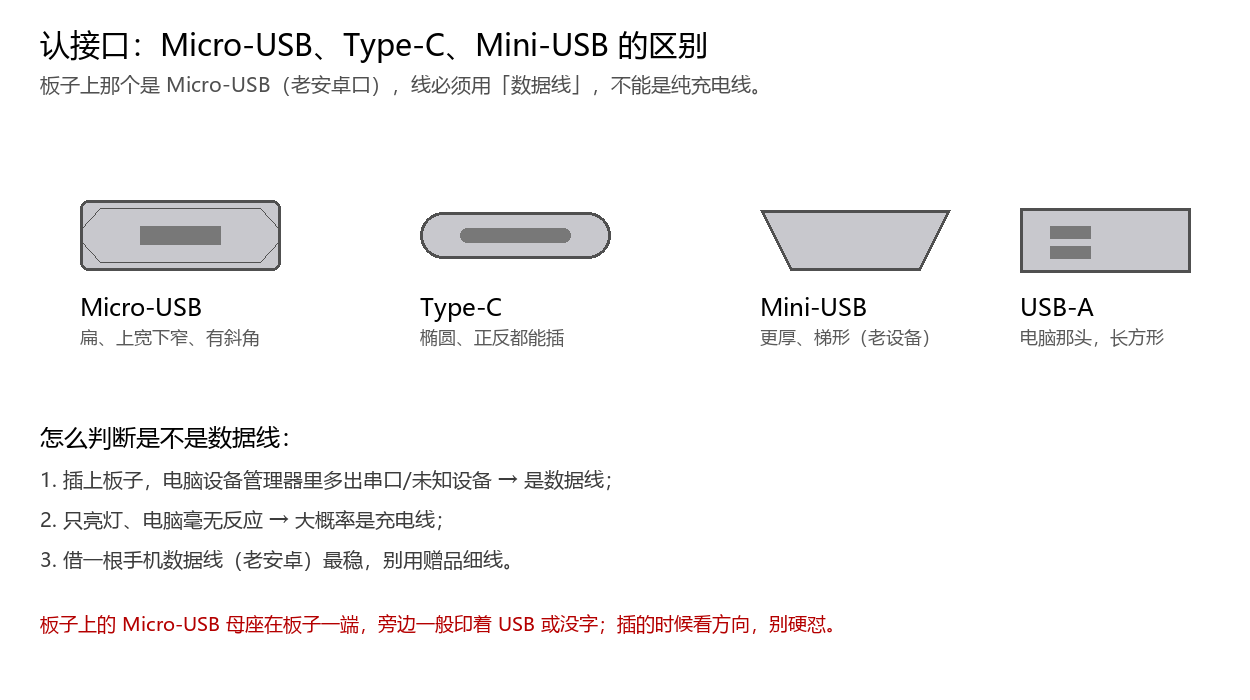 认接口：Micro-USB、Type-C、Mini-USB 的区别
板子上那个是 Micro-USB（老安卓口），线必须用「数据线」，不能是纯充电线。
Micro-USB
扁、上宽下窄、有斜角
Type-C
椭圆、正反都能插
Mini-USB
更厚、梯形（老设备）
USB-A
电脑那头，长方形
怎么判断是不是数据线：
1. 插上板子，电脑设备管理器里多出串口/未知设备 → 是数据线；
2. 只亮灯、电脑毫无反应 → 大概率是充电线；
3. 借一根手机数据线（老安卓）最稳，别用赠品细线。
板子上的 Micro-USB 母座在板子一端，旁边一般印着 USB 或没字；插的时候看方向，别硬怼。